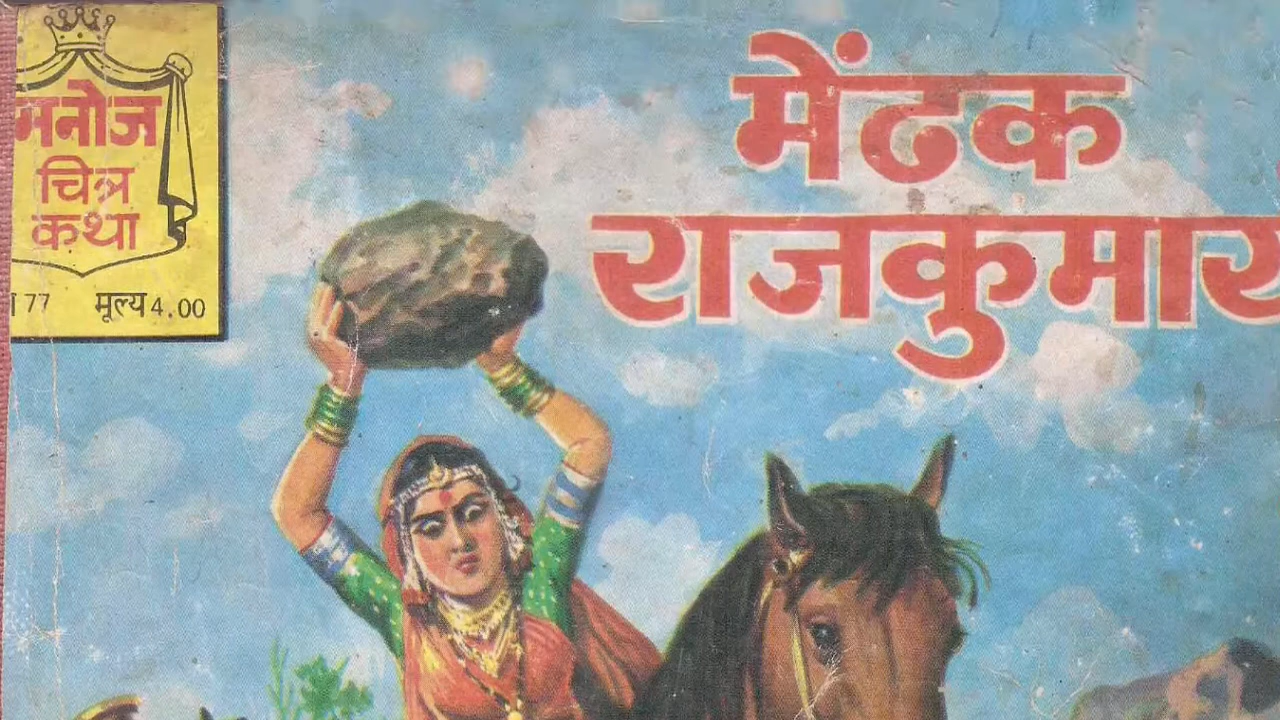 मनोज
चित्र
कथा
77 मूल्य 4.00
मेंढक
राजकुमार